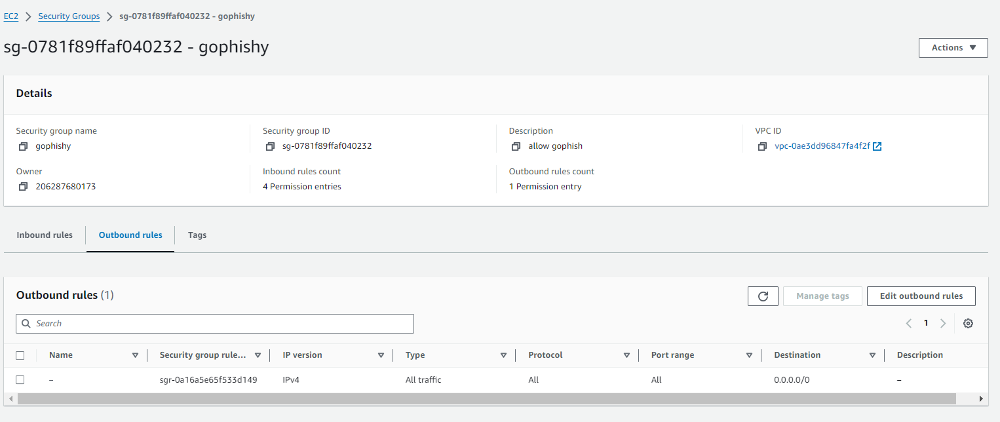 EC2 > Security Groups > sg-0781f89ffaf040232 - gophishy
sg-0781f89ffaf040232 - gophishy
Actions
Details
Security group name
gophishy
Security group ID
sg-0781f89ffaf040232
Description
allow gophish
VPC ID
vpc-0ae3dd96847fa4f2f
Owner
206287680173
Inbound rules count
4 Permission entries
Outbound rules count
1 Permission entry
Inbound rules Outbound rules Tags
Outbound rules (1)
Manage tags
Edit outbound rules
Search
1
Name Security group rule... IP version Type Protocol Port range Destination Description
– sgr-0a16a5e65f533d149 IPv4 All traffic All All 0.0.0.0/0 –